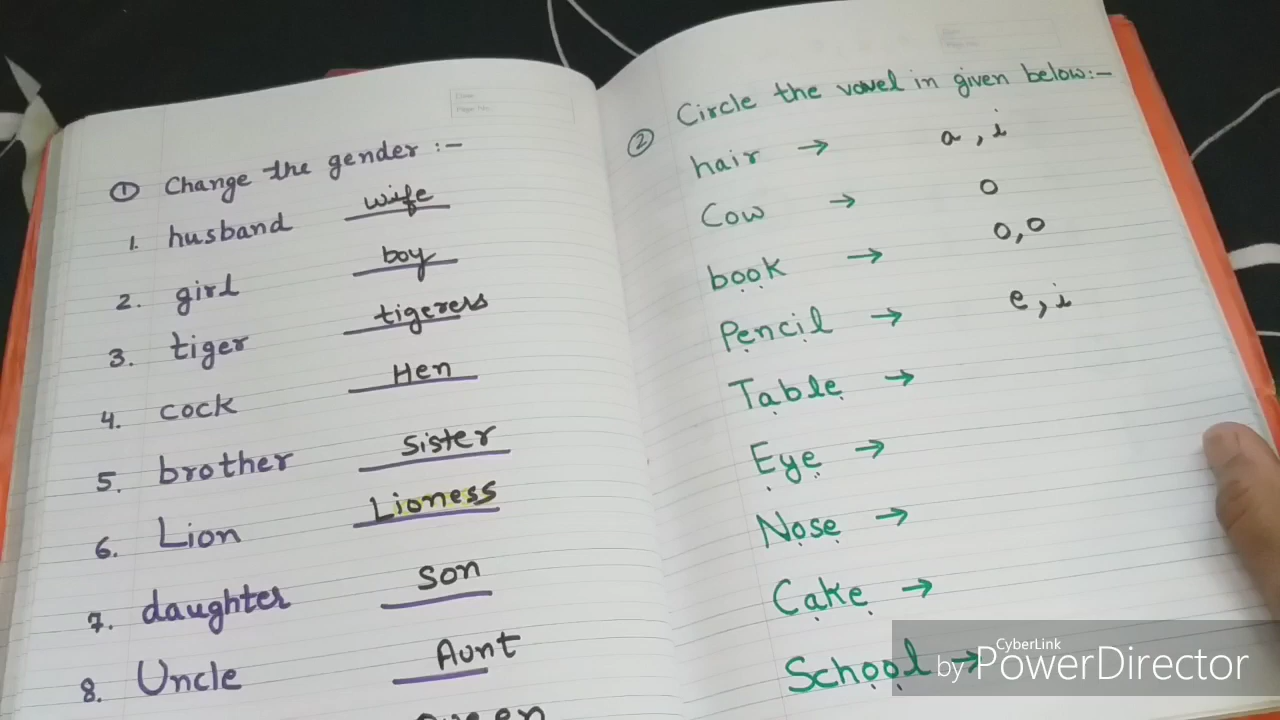 ① Change the gender :-
1. husband wife
2. girl boy
3. tiger tigeress
4. cock Hen
5. brother Sister
6. Lion Lioness
7. daughter son
8. Uncle Aunt
② Circle the vowel in given below:-
hair → a, i
Cow → o
book → o,o
Pencil → e, i
Table →
Eye →
Nose →
Cake →
School →
CyberLink
by PowerDirector